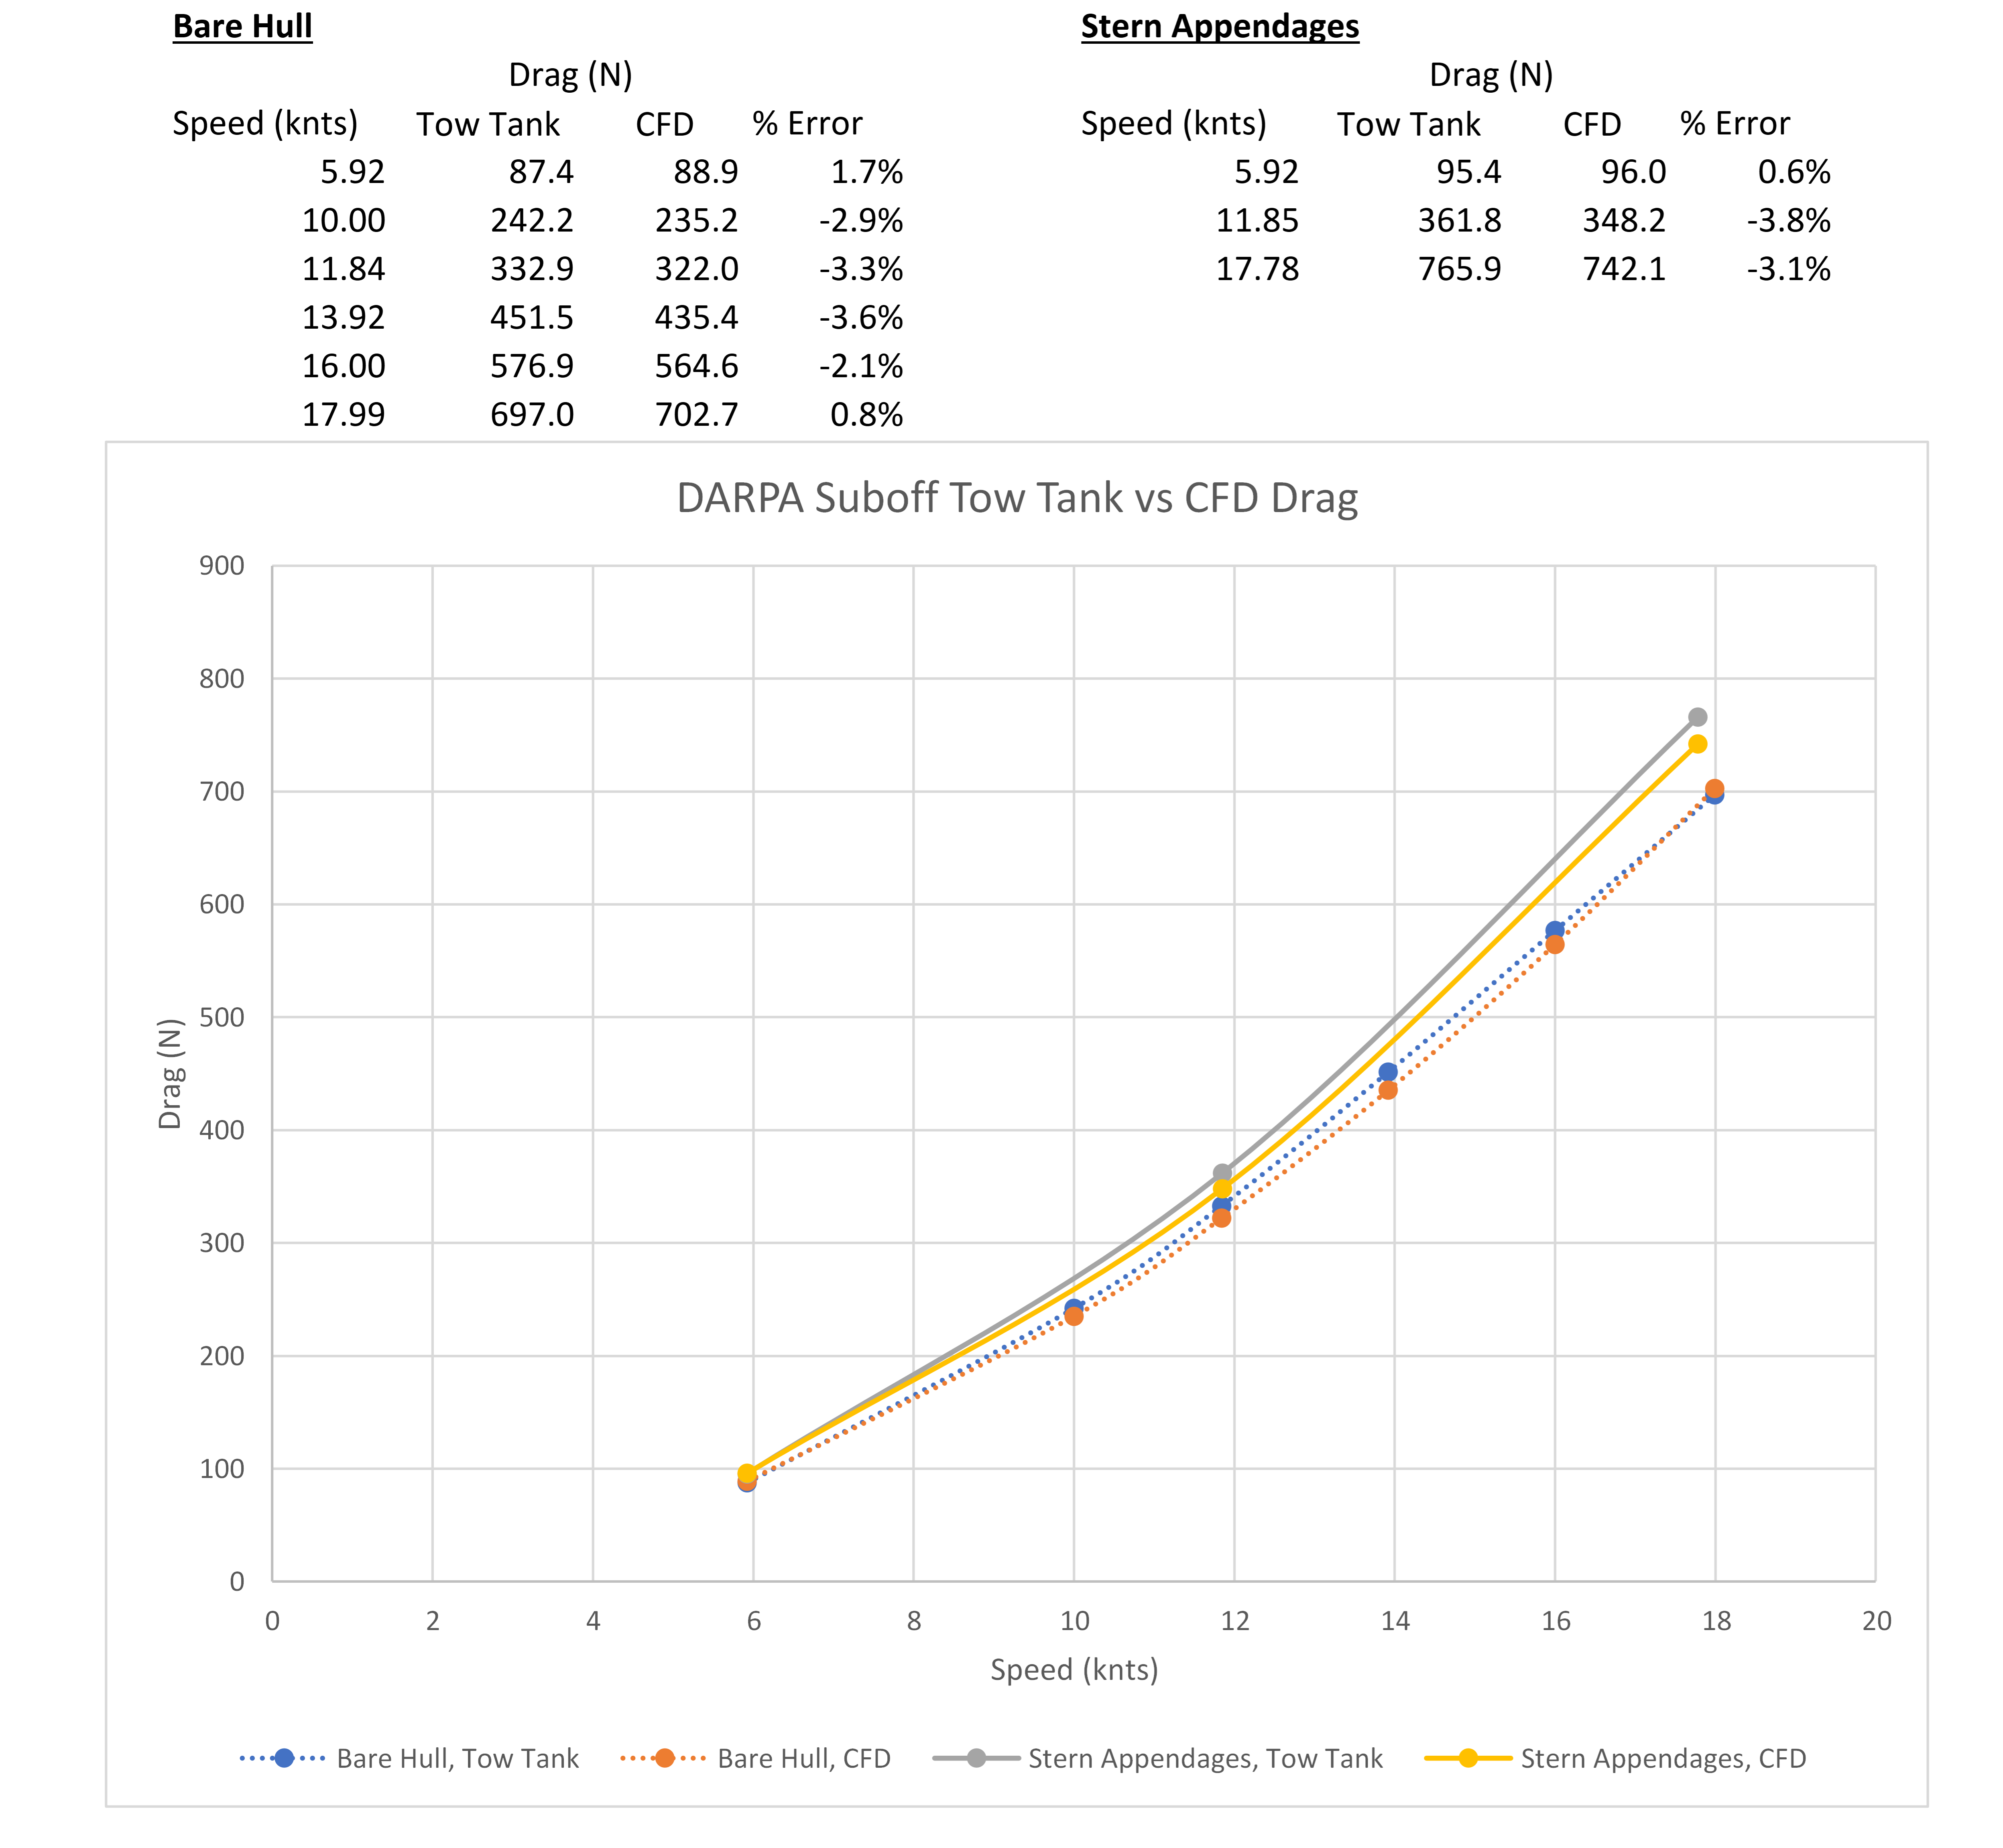 Bare Hull
Drag (N)
Speed (knts) Tow Tank CFD % Error
5.92 87.4 88.9 1.7%
10.00 242.2 235.2 -2.9%
11.84 332.9 322.0 -3.3%
13.92 451.5 435.4 -3.6%
16.00 576.9 564.6 -2.1%
17.99 697.0 702.7 0.8%
Stern Appendages
Drag (N)
Speed (knts) Tow Tank CFD % Error
5.92 95.4 96.0 0.6%
11.85 361.8 348.2 -3.8%
17.78 765.9 742.1 -3.1%
DARPA Suboff Tow Tank vs CFD Drag
900
800
700
600
500
400
300
200
100
0
Drag (N)
0 2 4 6 8 10 12 14 16 18 20
Speed (knts)
Bare Hull, Tow Tank Bare Hull, CFD Stern Appendages, Tow Tank Stern Appendages, CFD